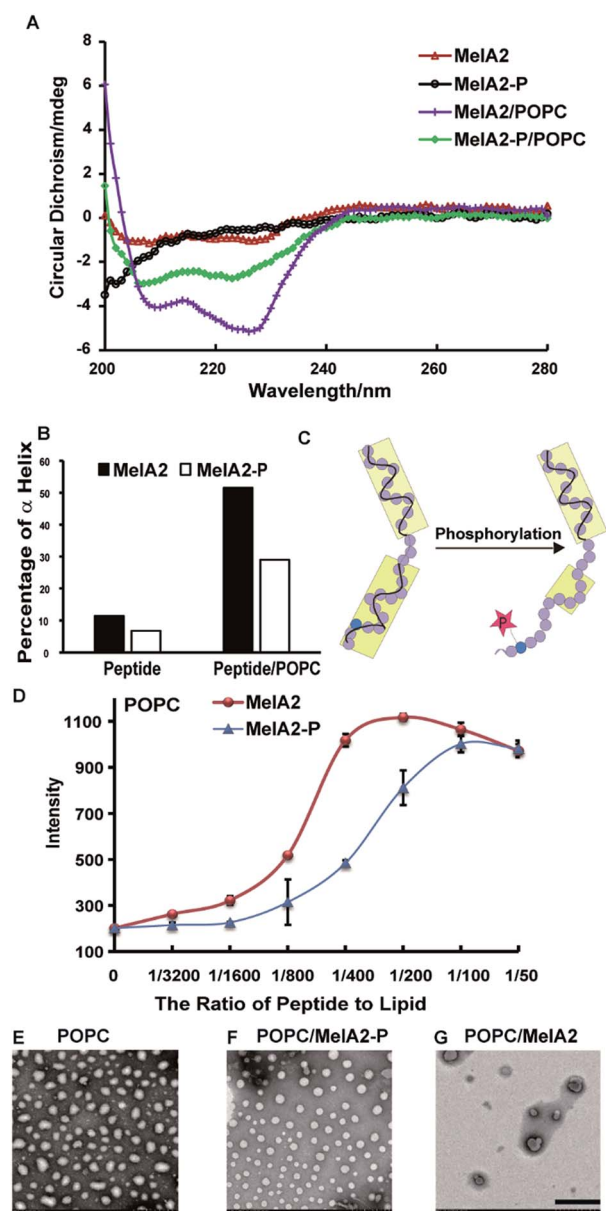 A
8
6
4
2
0
-2
-4
-6
Circular Dichroism/mdeg
MelA2
MelA2-P
MelA2/POPC
MelA2-P/POPC
200 220 240 260 280
Wavelength/nm
B
60
50
40
30
20
10
0
Percentage of α Helix
MelA2 MelA2-P
Peptide Peptide/POPC
C
Phosphorylation
P
D
POPC
MelA2
MelA2-P
1100
900
700
500
300
100
Intensity
0 1/3200 1/1600 1/800 1/400 1/200 1/100 1/50
The Ratio of Peptide to Lipid
E POPC
F POPC/MelA2-P
G POPC/MelA2